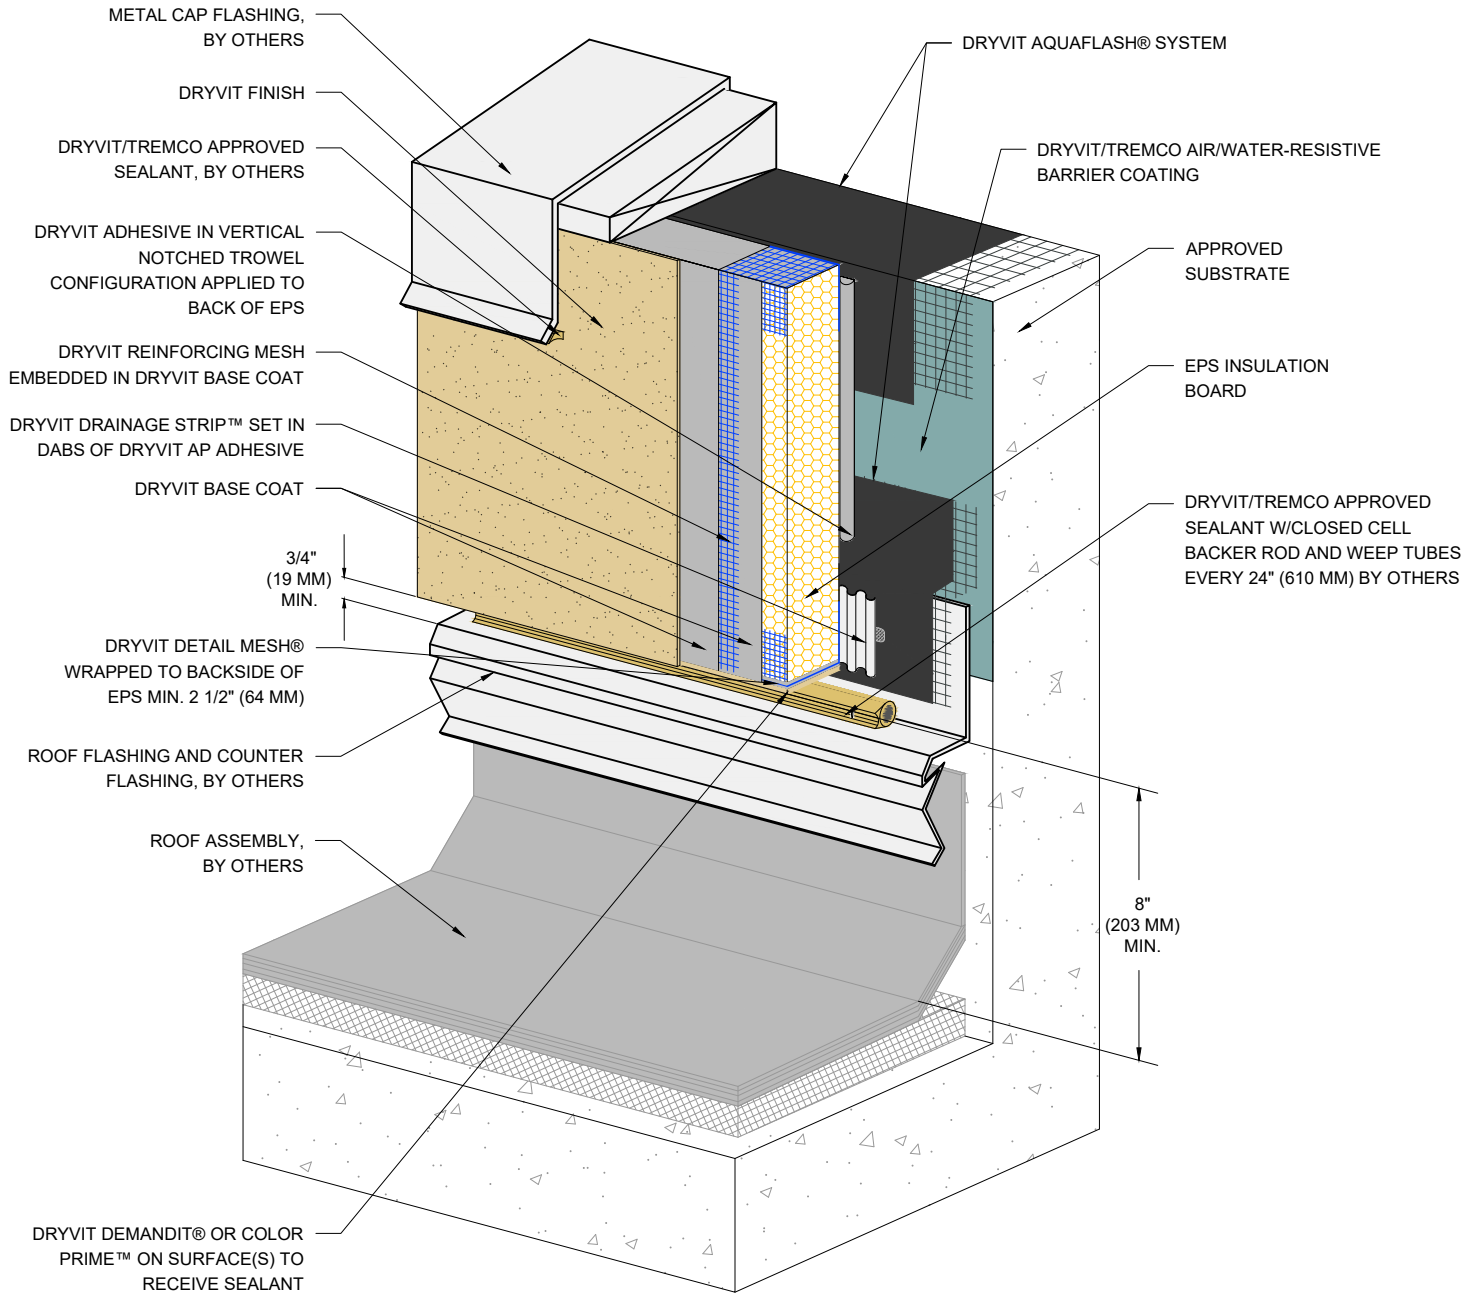 METAL CAP FLASHING,
BY OTHERS
DRYVIT FINISH
DRYVIT/TREMCO APPROVED
SEALANT, BY OTHERS
DRYVIT ADHESIVE IN VERTICAL
NOTCHED TROWEL
CONFIGURATION APPLIED TO
BACK OF EPS
DRYVIT REINFORCING MESH
EMBEDDED IN DRYVIT BASE COAT
DRYVIT DRAINAGE STRIP™ SET IN
DABS OF DRYVIT AP ADHESIVE
DRYVIT BASE COAT
3/4"
(19 MM)
MIN.
DRYVIT DETAIL MESH®
WRAPPED TO BACKSIDE OF
EPS MIN. 2 1/2" (64 MM)
ROOF FLASHING AND COUNTER
FLASHING, BY OTHERS
ROOF ASSEMBLY,
BY OTHERS
DRYVIT DEMANDIT® OR COLOR
PRIME™ ON SURFACE(S) TO
RECEIVE SEALANT
DRYVIT AQUAFLASH® SYSTEM
DRYVIT/TREMCO AIR/WATER-RESISTIVE
BARRIER COATING
APPROVED
SUBSTRATE
EPS INSULATION
BOARD
DRYVIT/TREMCO APPROVED
SEALANT W/CLOSED CELL
BACKER ROD AND WEEP TUBES
EVERY 24" (610 MM) BY OTHERS
8"
(203 MM)
MIN.